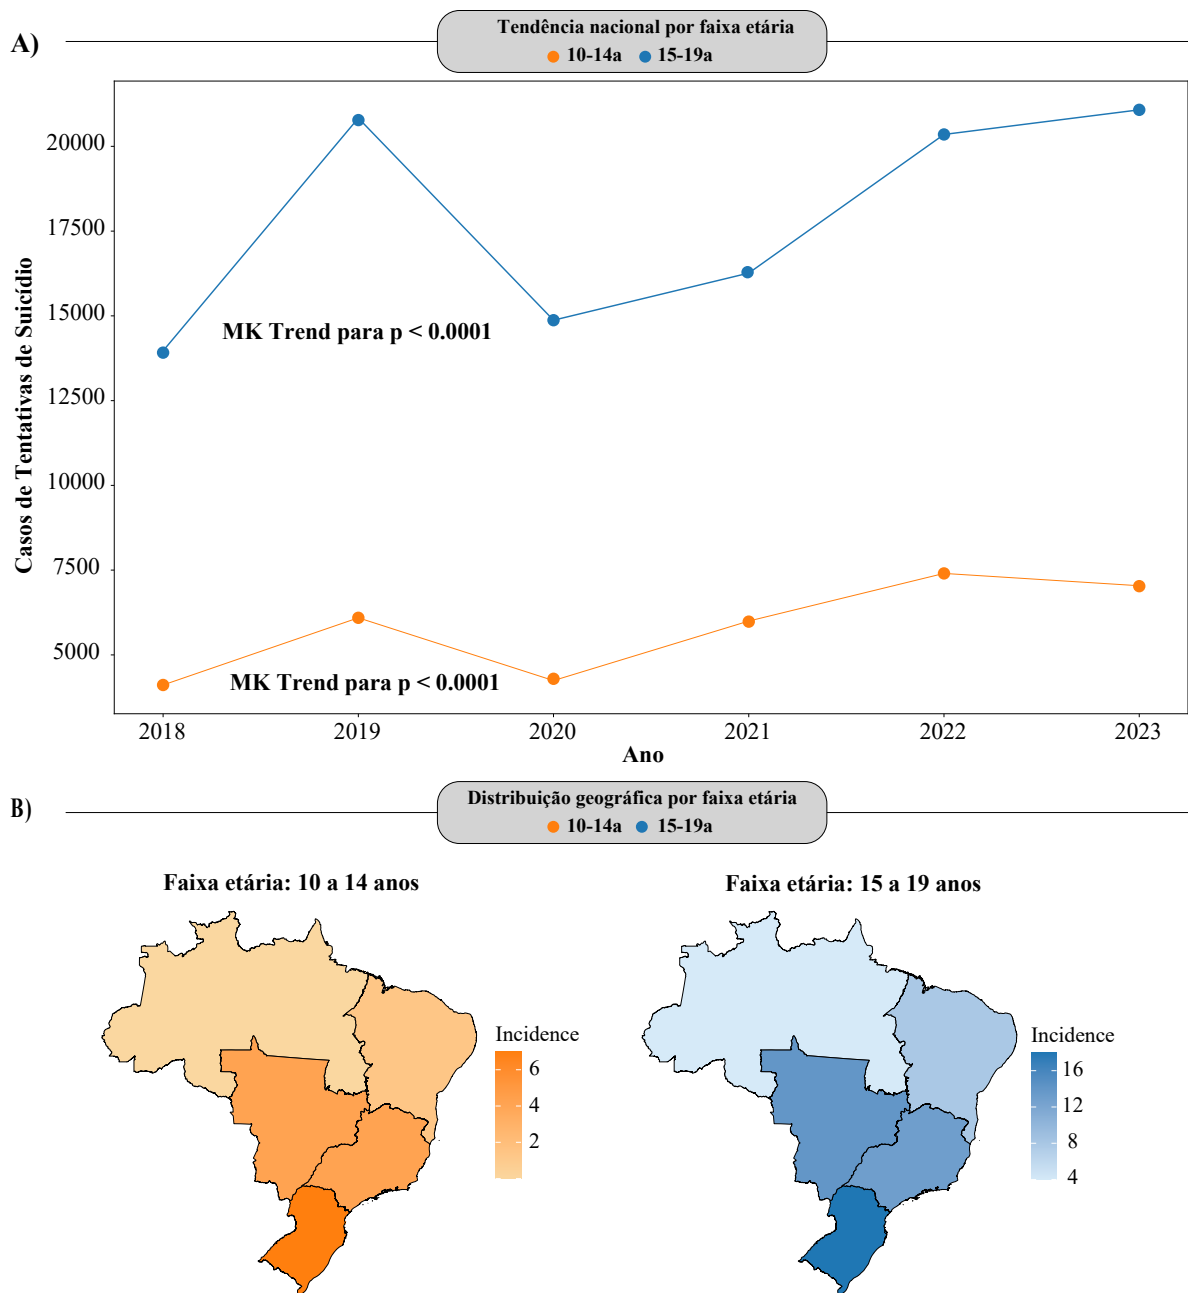 A)
Tendência nacional por faixa etária
10-14a 15-19a
Casos de Tentativas de Suicídio
20000
17500
15000
12500
10000
7500
5000
MK Trend para p < 0.0001
MK Trend para p < 0.0001
2018 2019 2020 2021 2022 2023
Ano
B)
Distribuição geográfica por faixa etária
10-14a 15-19a
Faixa etária: 10 a 14 anos
Incidence
6
4
2
Faixa etária: 15 a 19 anos
Incidence
16
12
8
4